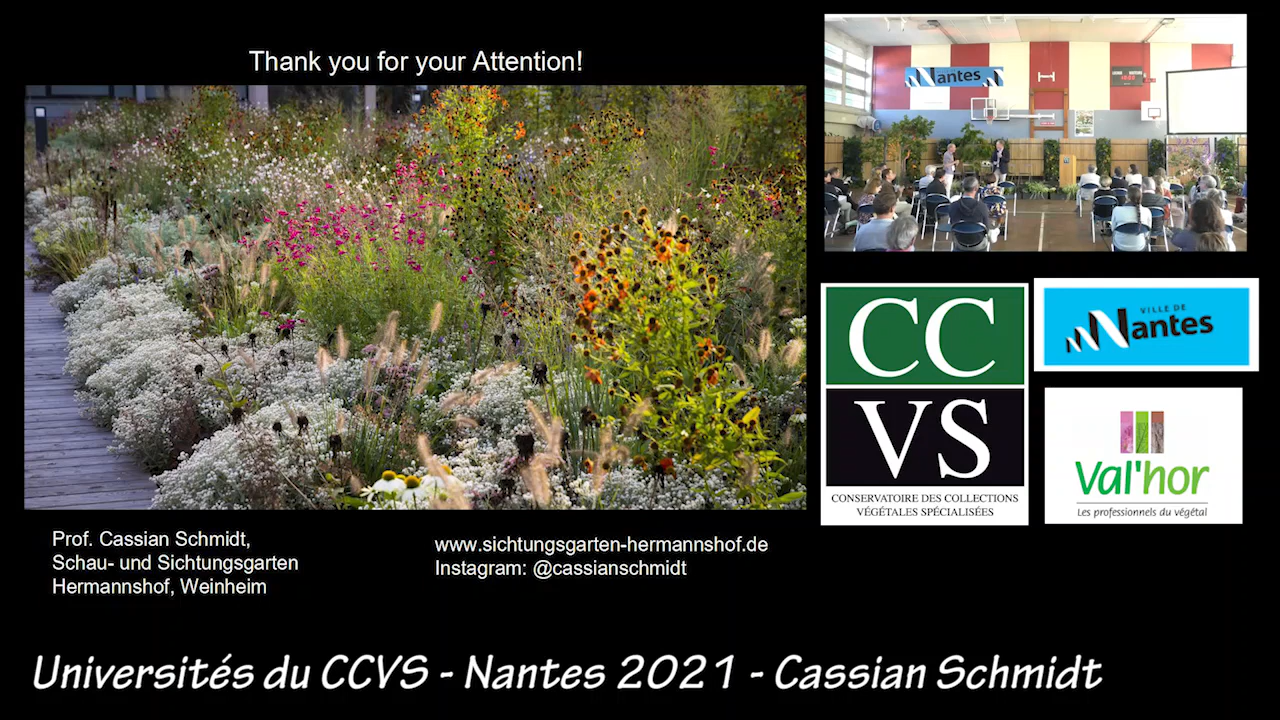 Thank you for your Attention!
Nantes
CC
VS
CONSERVATOIRE DES COLLECTIONS
VÉGÉTALES SPÉCIALISÉES
VILLE DE
Nantes
Val'hor
Les professionnels du végétal
Prof. Cassian Schmidt,
Schau- und Sichtungsgarten
Hermannshof, Weinheim
www.sichtungsgarten-hermannshof.de
Instagram: @cassianschmidt
Universités du CCVS - Nantes 2021 - Cassian Schmidt